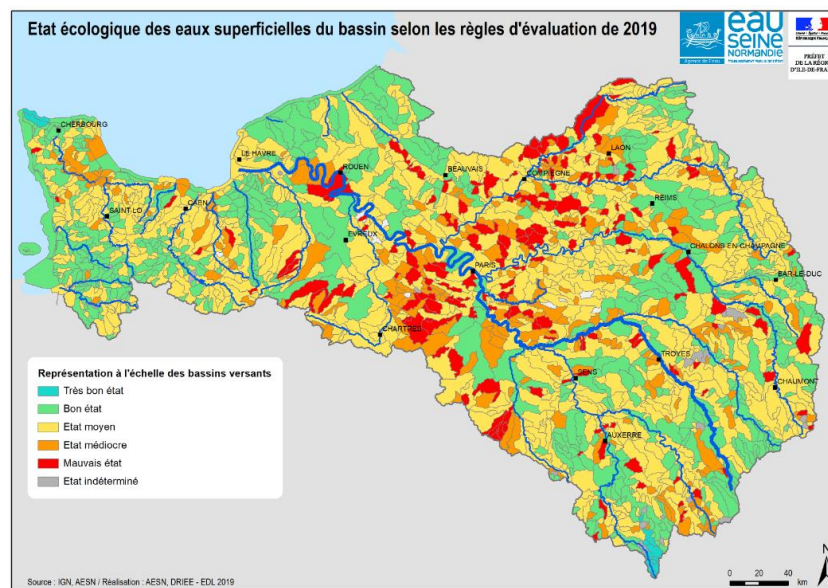 Etat écologique des eaux superficielles du bassin selon les règles d'évaluation de 2019
eau
SEINE
NORMANDIE
Agence de l'eau
PRÉFET
DE LA RÉGION
D'ÎLE-DE-FRANCE
CHERBOURG
LE HAVRE
ROUEN
BEAUVAIS
COMPIEGNE
LAON
SAINT-LO
CAEN
REIMS
EVREUX
CHALONS-EN-CHAMPAGNE
PARIS
BAR-LE-DUC
CHARTRES
TROYES
SENS
CHAUMONT
AUXERRE
Représentation à l'échelle des bassins versants
Très bon état
Bon état
Etat moyen
Etat médiocre
Mauvais état
Etat indéterminé
N
0 20 40
km
Source : IGN, AESN / Réalisation : AESN, DRIEE - EDL 2019